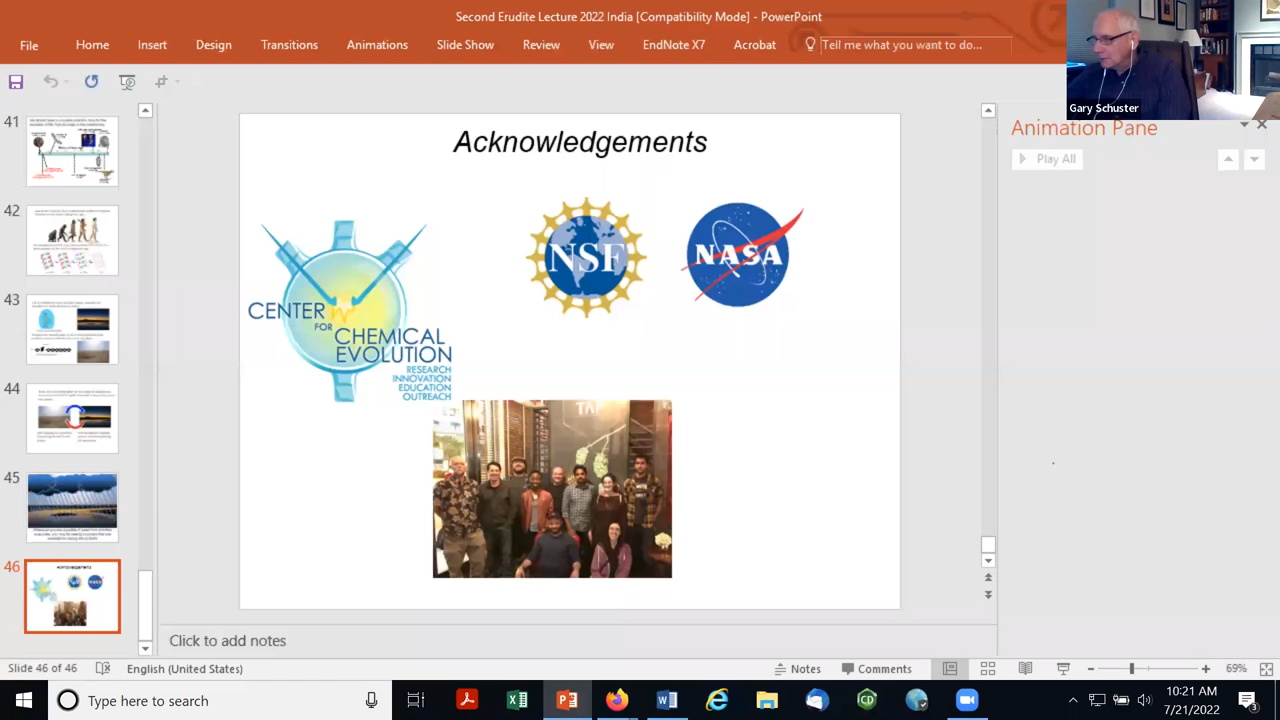 Second Erudite Lecture 2022 India [Compatibility Mode] - PowerPoint
File Home Insert Design Transitions Animations Slide Show Review View EndNote X7 Acrobat Tell me what you want to do...
Gary Schuster
Animation Pane
Play All
41
42
43
44
45
46
Acknowledgements
NSF
NASA
CENTER
FOR
CHEMICAL
EVOLUTION
RESEARCH
INNOVATION
EDUCATION
OUTREACH
Click to add notes
Slide 46 of 46 English (United States) Notes Comments 69%
Type here to search
10:21 AM
7/21/2022